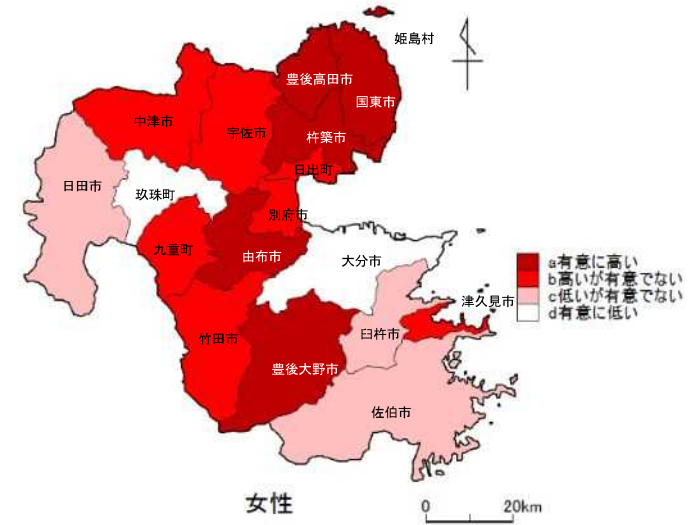 姫島村
豊後高田市
国東市
中津市
宇佐市
杵築市
日出町
日田市
玖珠町
別府市
九重町
由布市
大分市
a有意に高い
b高いが有意でない
c低いが有意でない
d有意に低い
津久見市
臼杵市
竹田市
豊後大野市
佐伯市
女性
0 20km